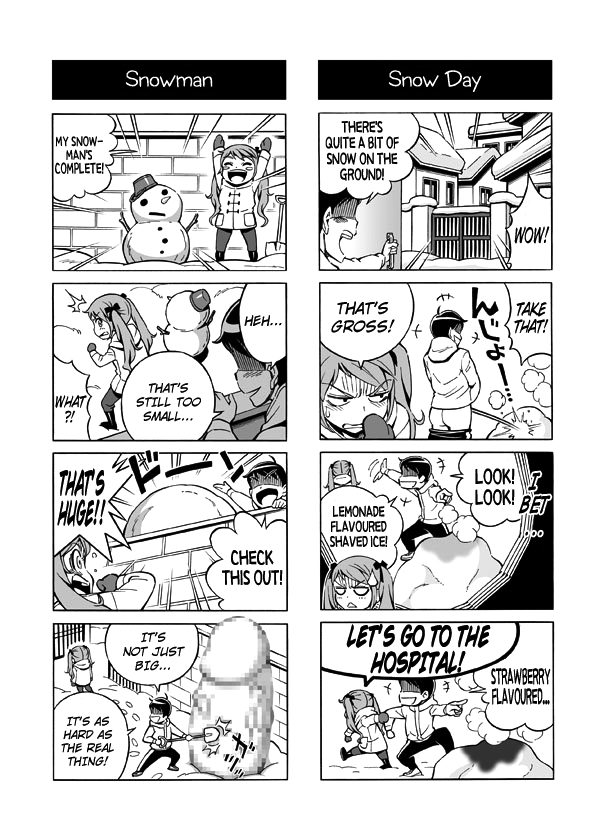 Snow Day
THERE'S
QUITE A BIT OF
SNOW ON THE
GROUND!
WOW!
TAKE
THAT!
んじょー…
THAT'S
GROSS!
I
BET
...
LOOK!
LOOK!
LEMONADE
FLAVOURED
SHAVED ICE!
LET'S GO TO THE
HOSPITAL!
STRAWBERRY
FLAVOURED...
Snowman
MY SNOW-
MAN'S
COMPLETE!
HEH...
THAT'S
STILL TOO
SMALL...
WHAT
?!
THAT'S
HUGE!!
ドーン
CHECK
THIS OUT!
IT'S
NOT JUST
BIG...
IT'S AS
HARD AS
THE REAL
THING!